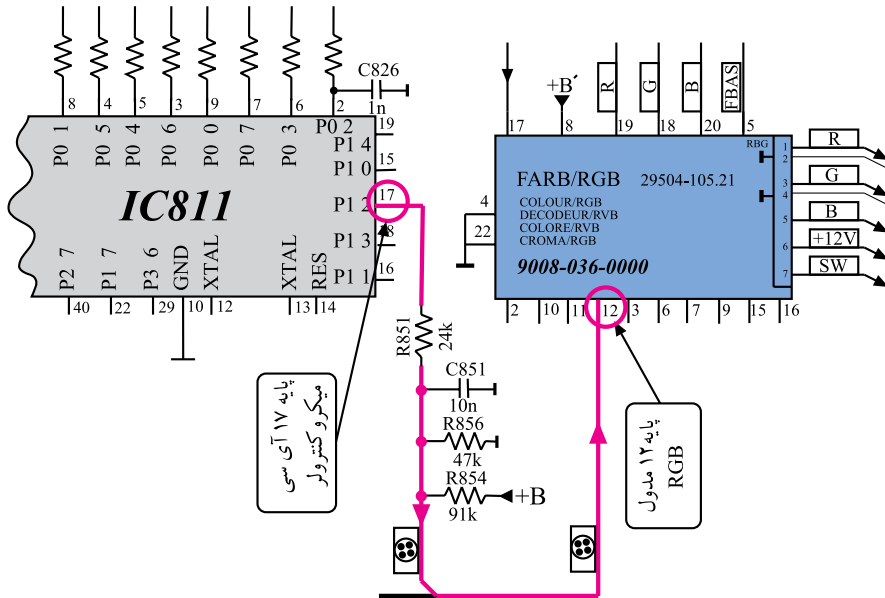 C826
1n
8
4
5
3
9
7
6
2
P0 1
P0 5
P0 4
P0 6
P0 0
P0 7
P0 3
P0 2
19
P1 4
15
P1 0
17
P1 2
18
P1 3
16
P1 1
IC811
P2 7
P1 7
P3 6
GND
XTAL
XTAL
RES
40
22
29
10
12
13
14
R851
24k
C851
10n
R856
47k
R854
91k
+B
پایه ۱۷ آی سی
میکروکنترولر
+B´
R
G
B
FBAS
17
8
19
18
20
5
4
22
FARB/RGB 29504-105.21
COLOUR/RGB
DECODEUR/RVB
COLORE/RVB
CROMA/RGB
9008-036-0000
RBG
1
2
3
4
5
6
7
R
G
B
+12V
SW
2
10
11
12
3
6
7
9
15
16
پایه ۱۲ مدول
RGB